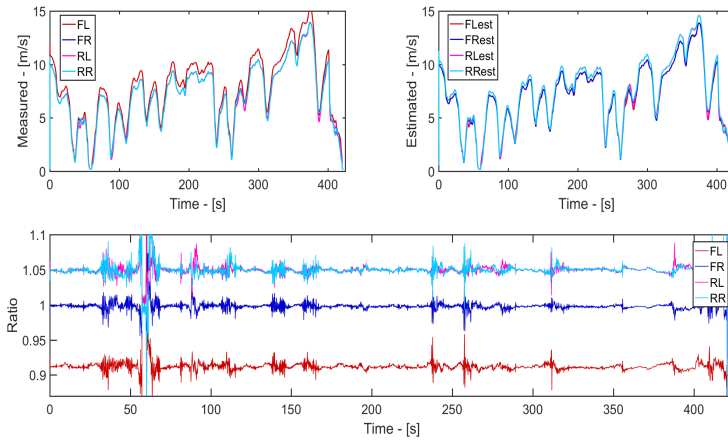 15
10
5
0
Measured - [m/s]
FL
FR
RL
RR
0 100 200 300 400
Time - [s]
15
10
5
0
Estimated - [m/s]
FLest
FRest
RLest
RRest
0 100 200 300 400
Time - [s]
1.1
1.05
1
0.95
0.9
Ratio
FL
FR
RL
RR
0 50 100 150 200 250 300 350 400
Time - [s]